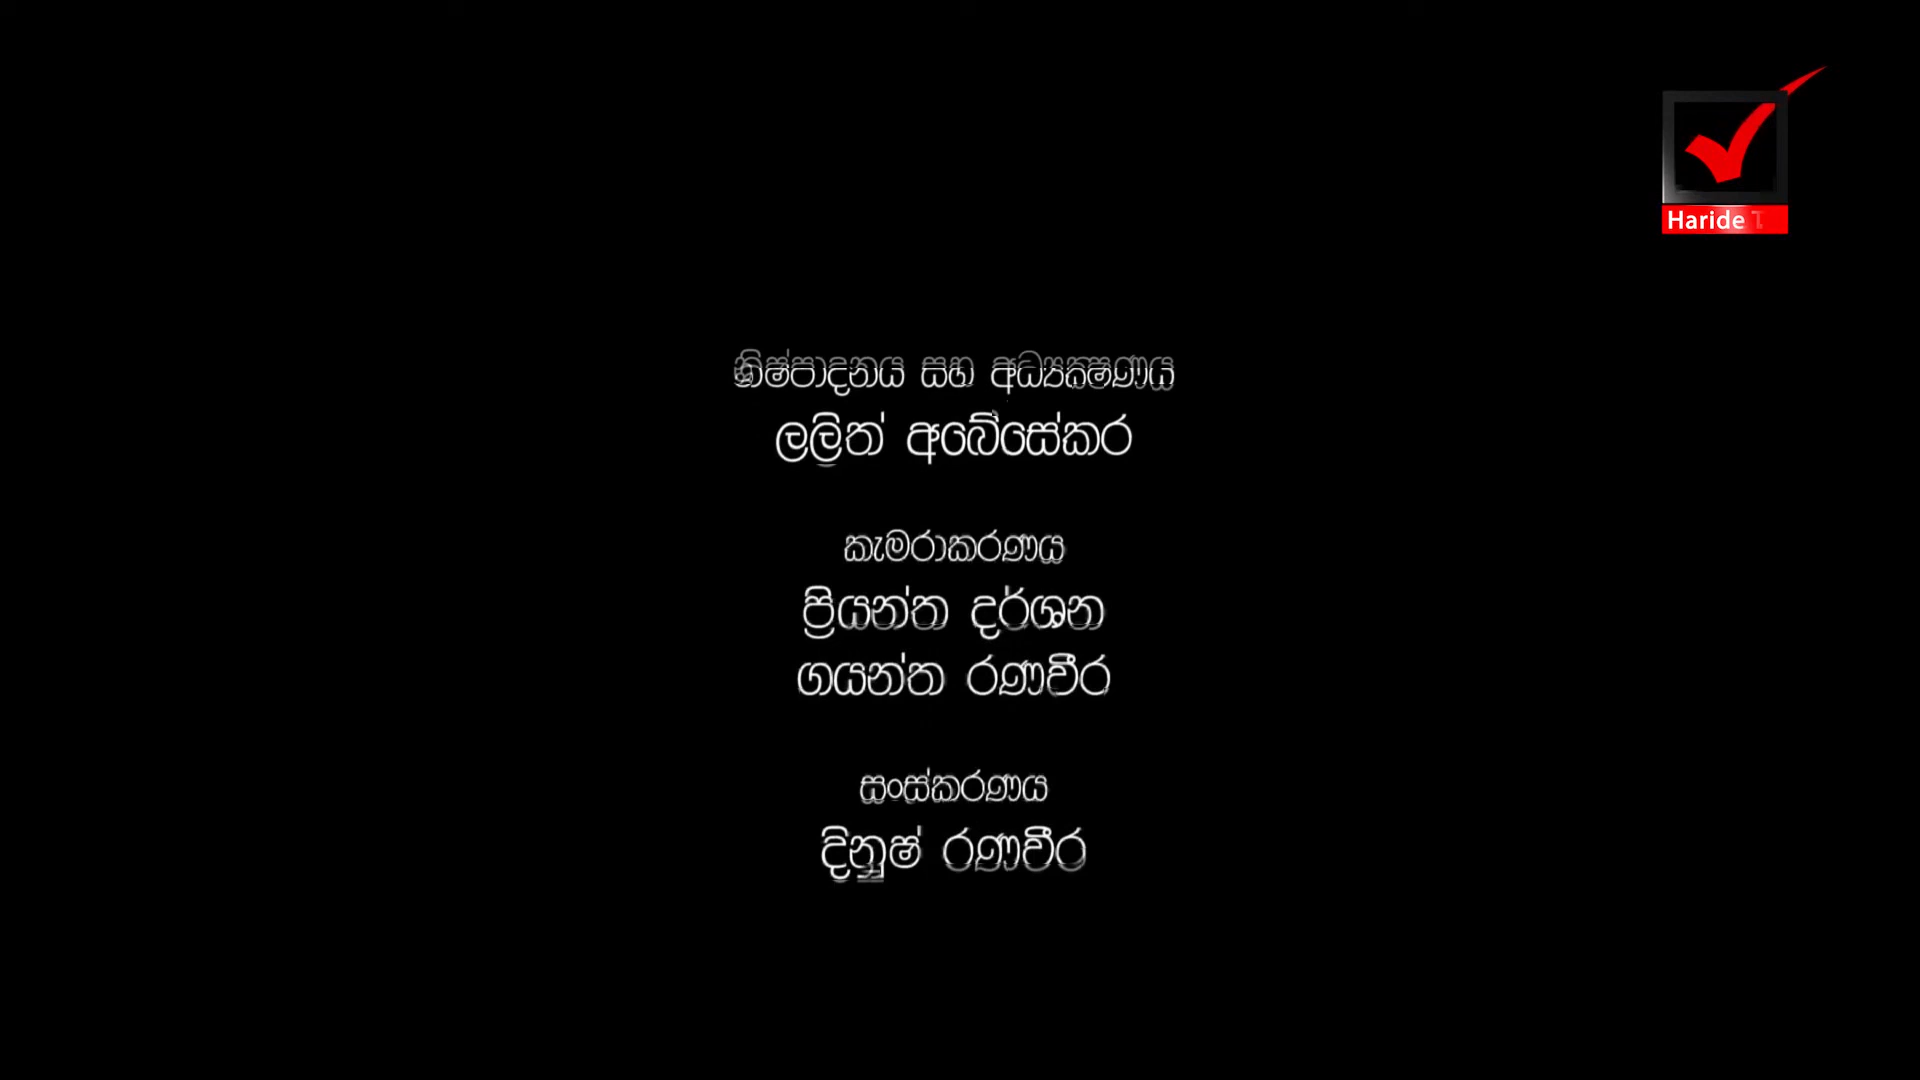 Haride T
නිෂ්පාදනය සහ අධ්‍යක්ෂණය
ලලිත් අබේසේකර
කැමරාකරණය
ප්‍රියන්ත දර්ශන
ගයන්ත රණවීර
සංස්කරණය
දිනූෂ් රණවීර